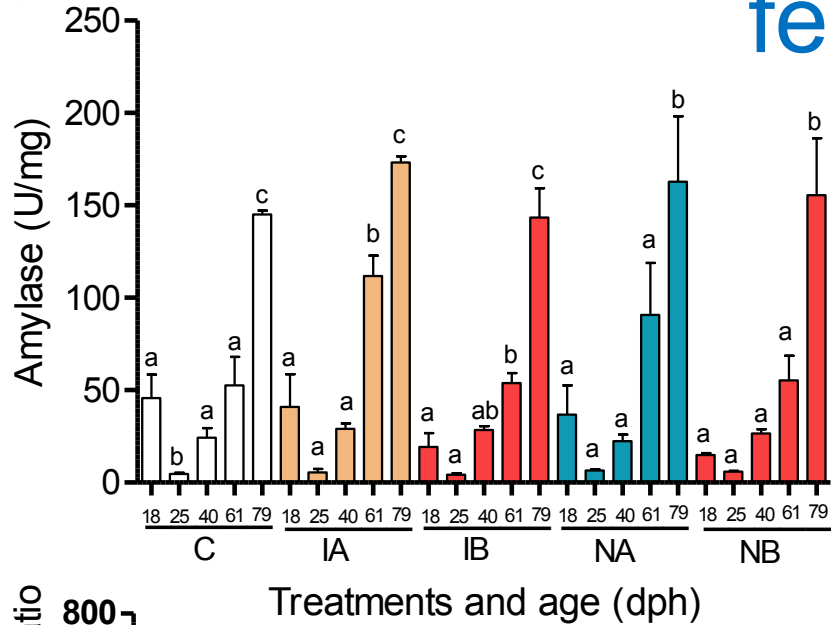 fe
Amylase (U/mg)
250
200
150
100
50
0
a b a a c a a a b c a a ab b c a a a a b a a a a b
18 25 40 61 79 18 25 40 61 79 18 25 40 61 79 18 25 40 61 79 18 25 40 61 79
C IA IB NA NB
Treatments and age (dph)
tio
800